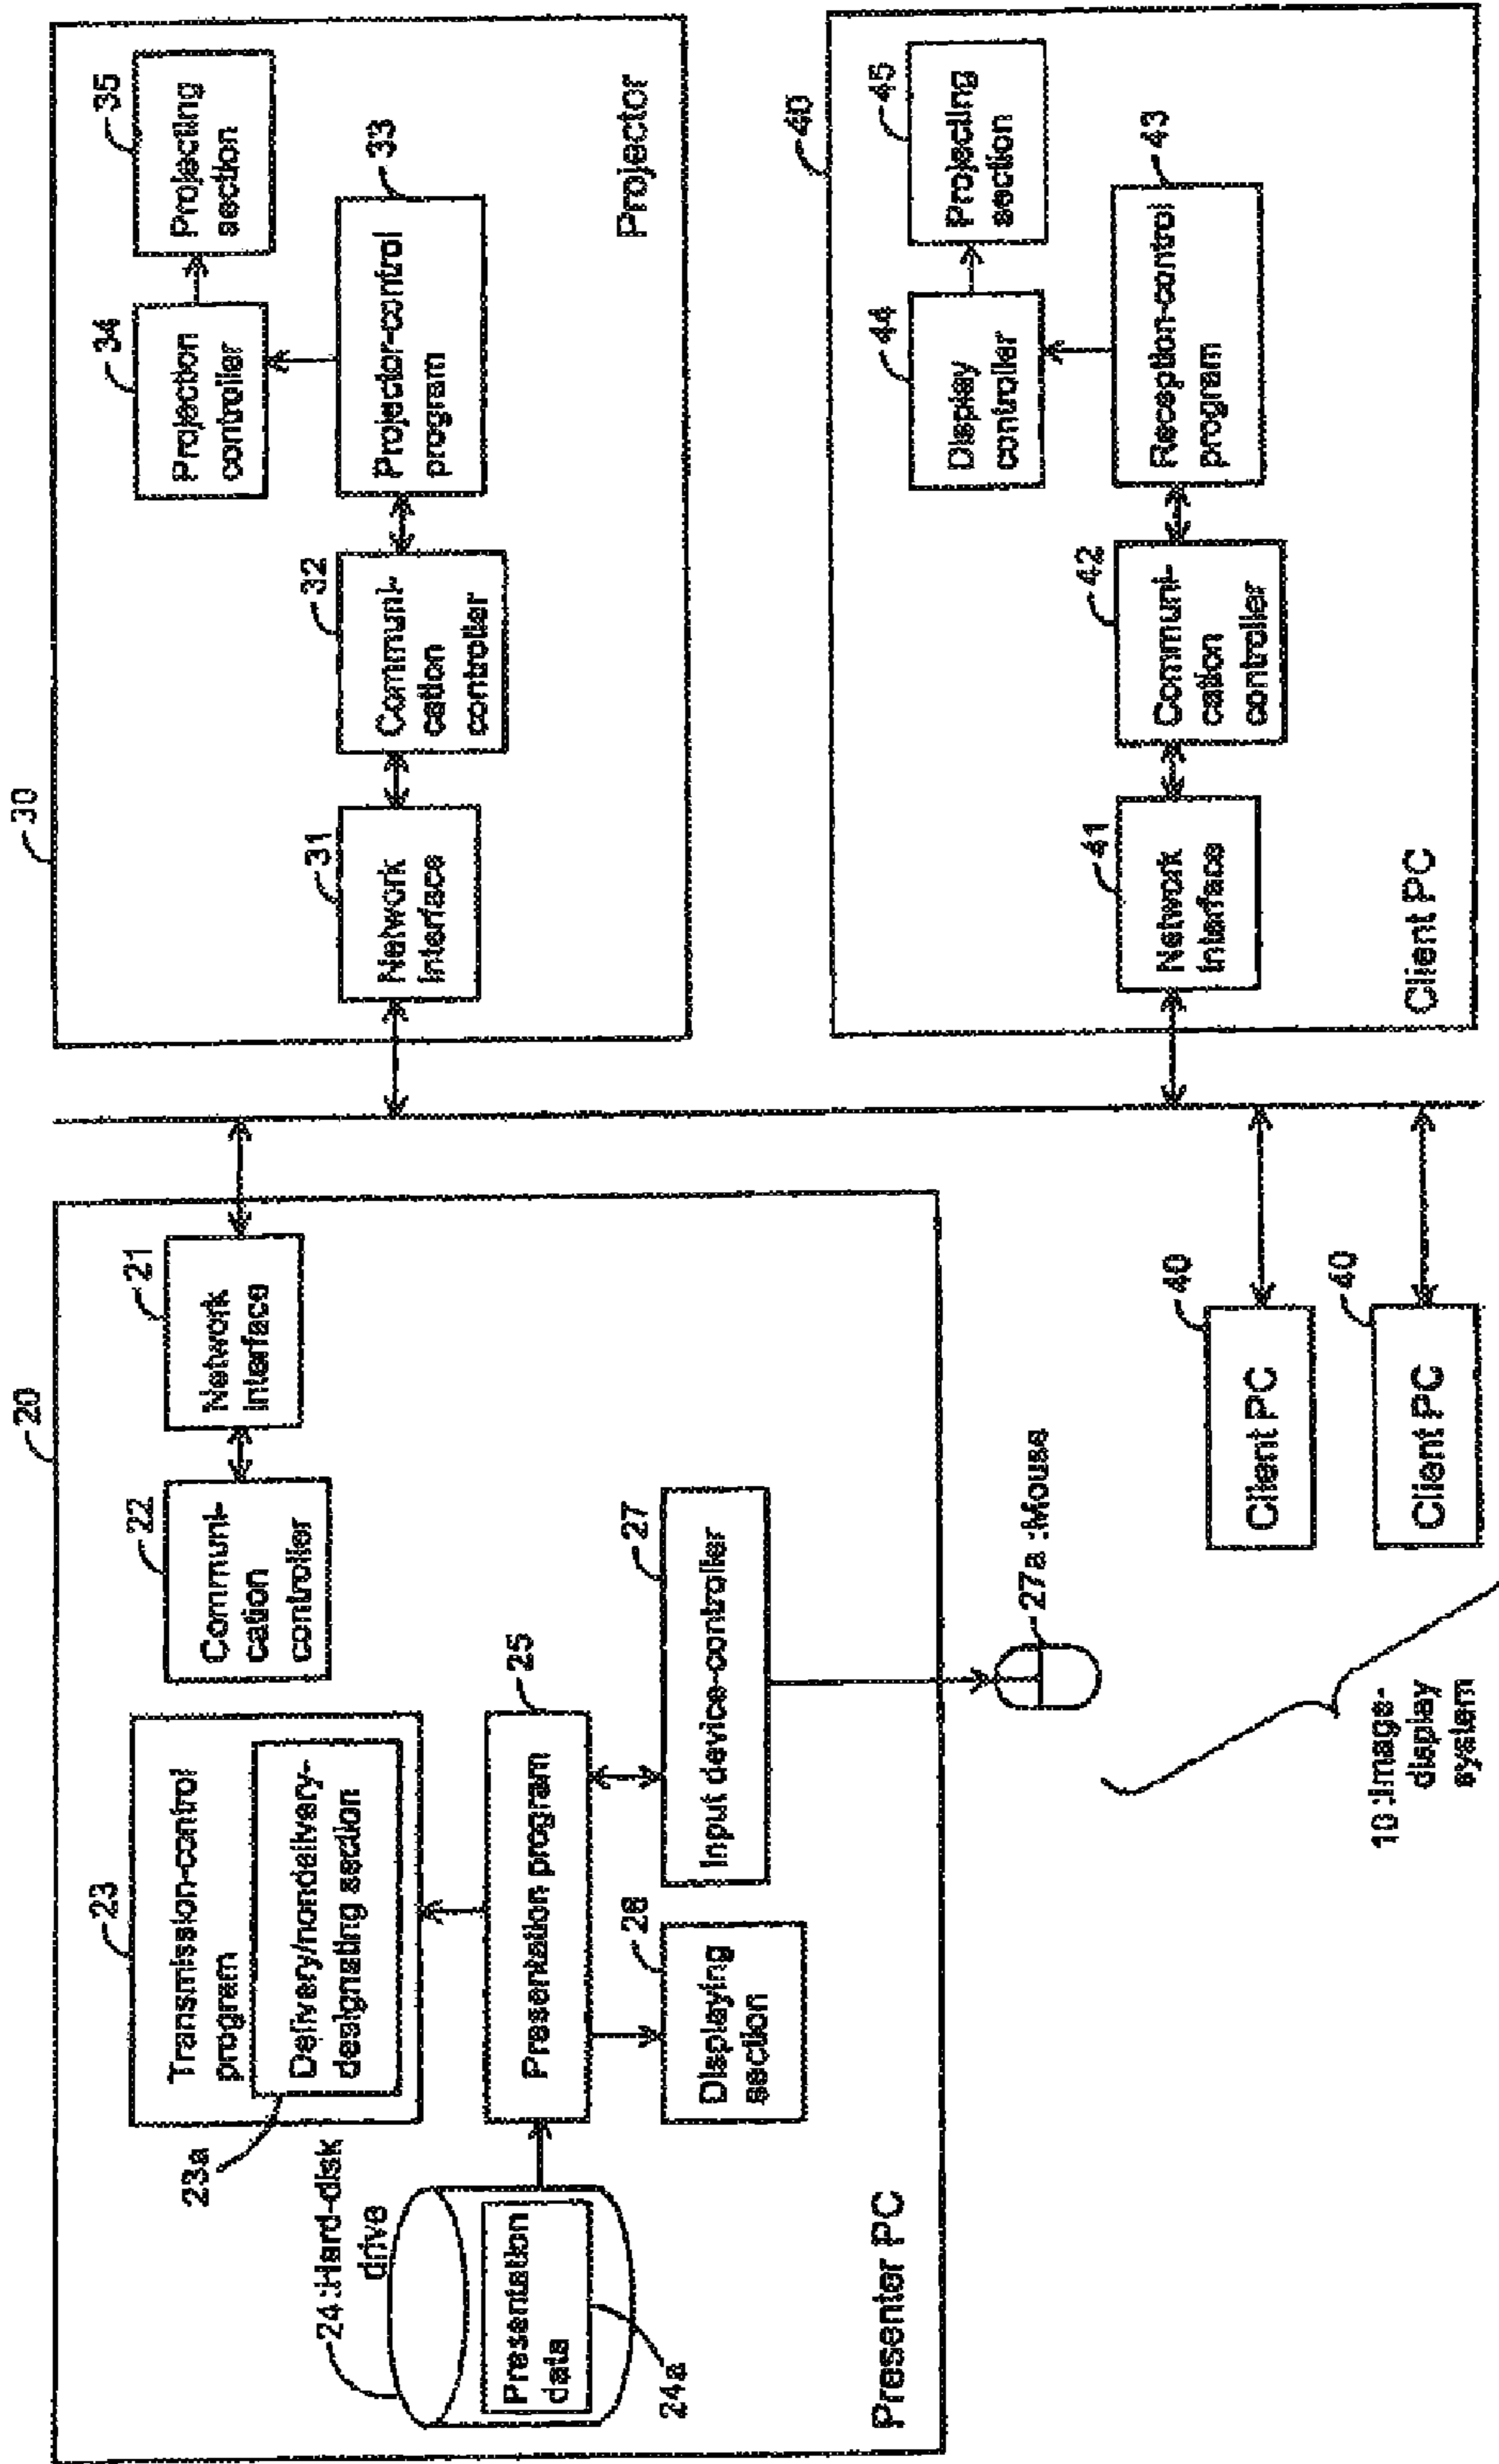 20
23
Transmission-control
program
Delivery/nondelivery-
designating section
23a
22
Communi-
cation
controller
21
Network
interface
24 :Hard-disk
drive
Presentation
data
24a
25
Presentation program
26
Displaying
section
27
Input device-controller
Presenter PC
27a :Mouse
30
31
Network
interface
32
Communi-
cation
controller
33
Projector-control
program
34
Projection
controller
35
Projecting
section
Projector
40
41
Network
interface
42
Communi-
cation
controller
43
Reception-control
program
44
Display
controller
45
Projecting
section
Client PC
40
Client PC
40
Client PC
10 :Image-
display
system